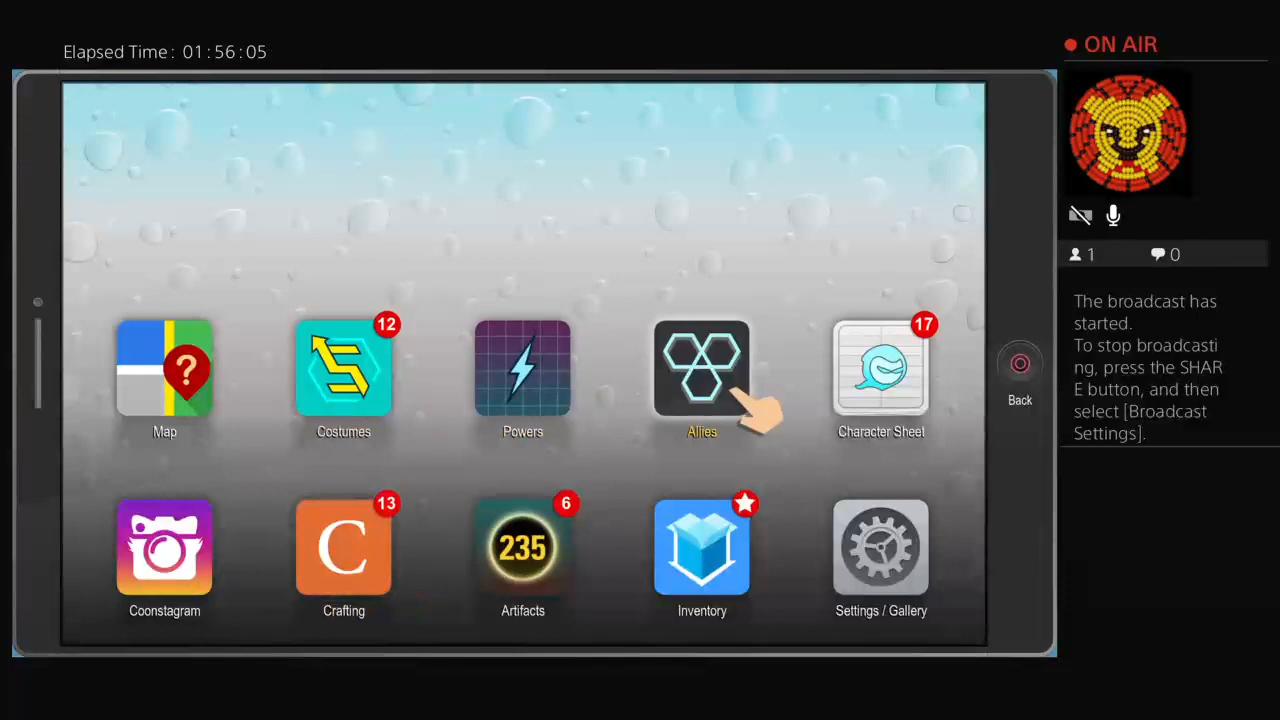 Elapsed Time: 01:56:05
ON AIR
1
0
The broadcast has
started.
To stop broadcasti
ng, press the SHAR
E button, and then
select [Broadcast
Settings].
12
17
Map
Costumes
Powers
Allies
Character Sheet
Back
13
6
C
235
Coonstagram
Crafting
Artifacts
Inventory
Settings / Gallery
?